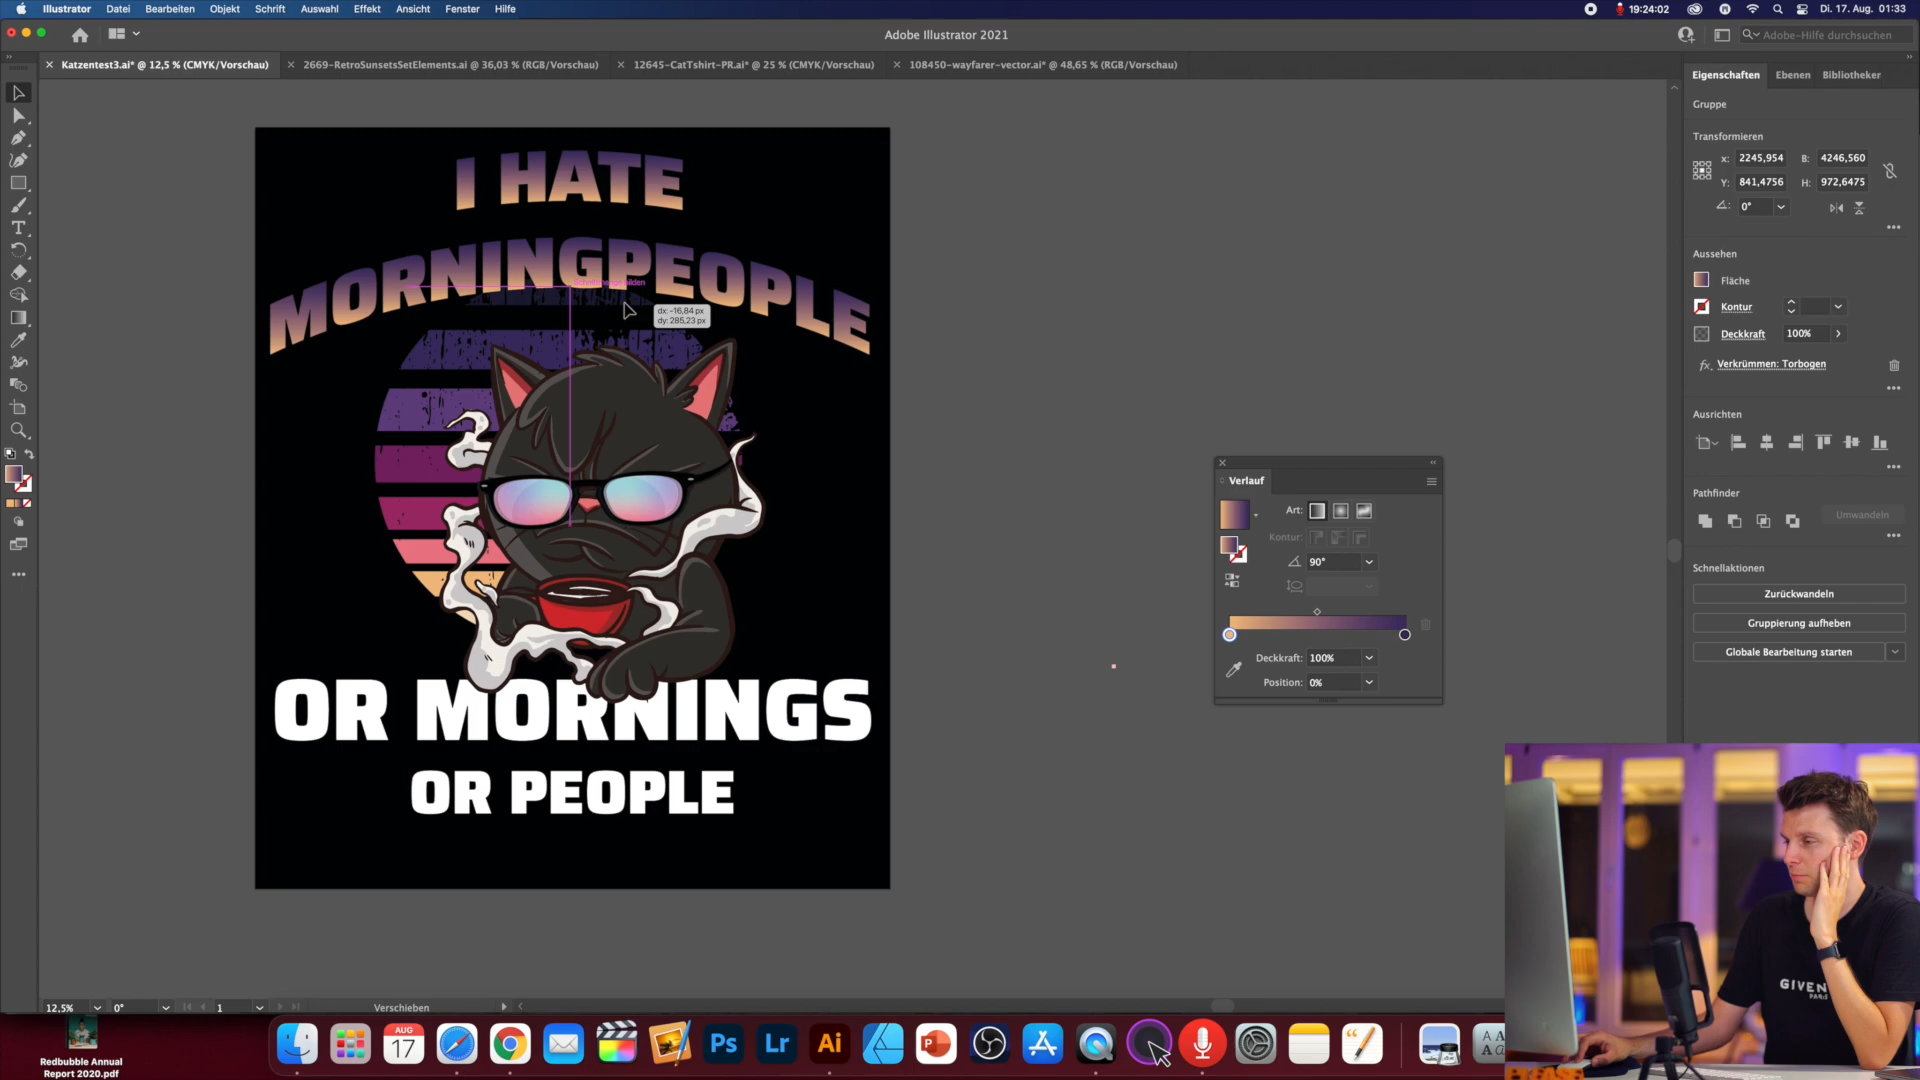 Illustrator Datei Bearbeiten Objekt Schrift Auswahl Effekt Ansicht Fenster Hilfe
19:24:02 Di. 17. Aug. 01:33
Adobe Illustrator 2021
Adobe-Hilfe durchsuchen
Katzentest3.ai* @ 12,5 % (CMYK/Vorschau)
2669-RetroSunsetsSetElements.ai @ 36,03 % (RGB/Vorschau)
12645-CatTshirt-PR.ai* @ 25 % (CMYK/Vorschau)
108450-wayfarer-vector.ai* @ 48,65 % (RGB/Vorschau)
Eigenschaften Ebenen Bibliotheker
Gruppe
Transformieren
X: 2245,954 B: 4246,560
Y: 841,4756 H: 972,6475
0°
Aussehen
Fläche
Kontur
Deckkraft 100%
fx. Verkrümmen: Torbogen
Ausrichten
Pathfinder
Umwandeln
Schnellaktionen
Zurückwandeln
Gruppierung aufheben
Globale Bearbeitung starten
I HATE
MORNINGPEOPLE
dx: -16,84 px
dy: 285,23 px
OR MORNINGS
OR PEOPLE
Verlauf
Art:
Kontur:
90°
Deckkraft: 100%
Position: 0%
12,5% 0° 1 Verschieben
Redbubble Annual
Report 2020.pdf
AUG
17
Ps
Lr
Ai
P
GIVEN
PARIS